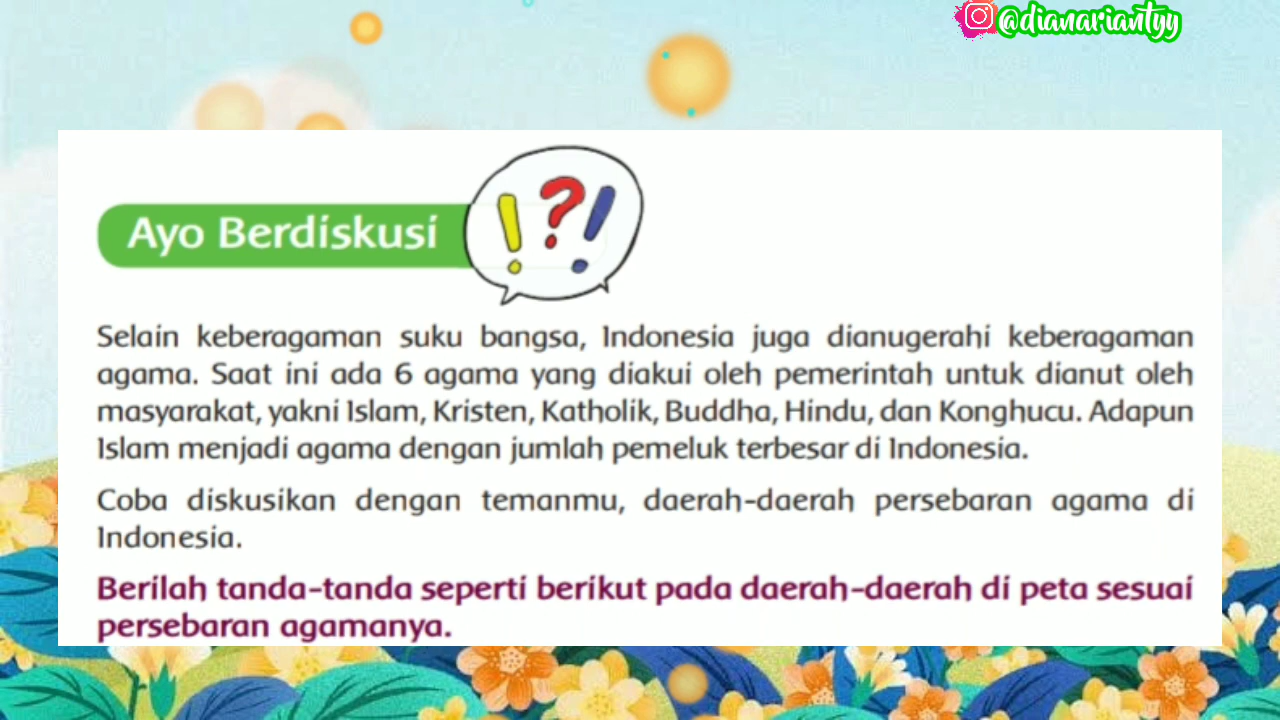 @dianariantyy
Ayo Berdiskusi
Selain keberagaman suku bangsa, Indonesia juga dianugerahi keberagaman
agama. Saat ini ada 6 agama yang diakui oleh pemerintah untuk dianut oleh
masyarakat, yakni Islam, Kristen, Katholik, Buddha, Hindu, dan Konghucu. Adapun
Islam menjadi agama dengan jumlah pemeluk terbesar di Indonesia.
Coba diskusikan dengan temanmu, daerah-daerah persebaran agama di
Indonesia.
Berilah tanda-tanda seperti berikut pada daerah-daerah di peta sesuai
persebaran agamanya.